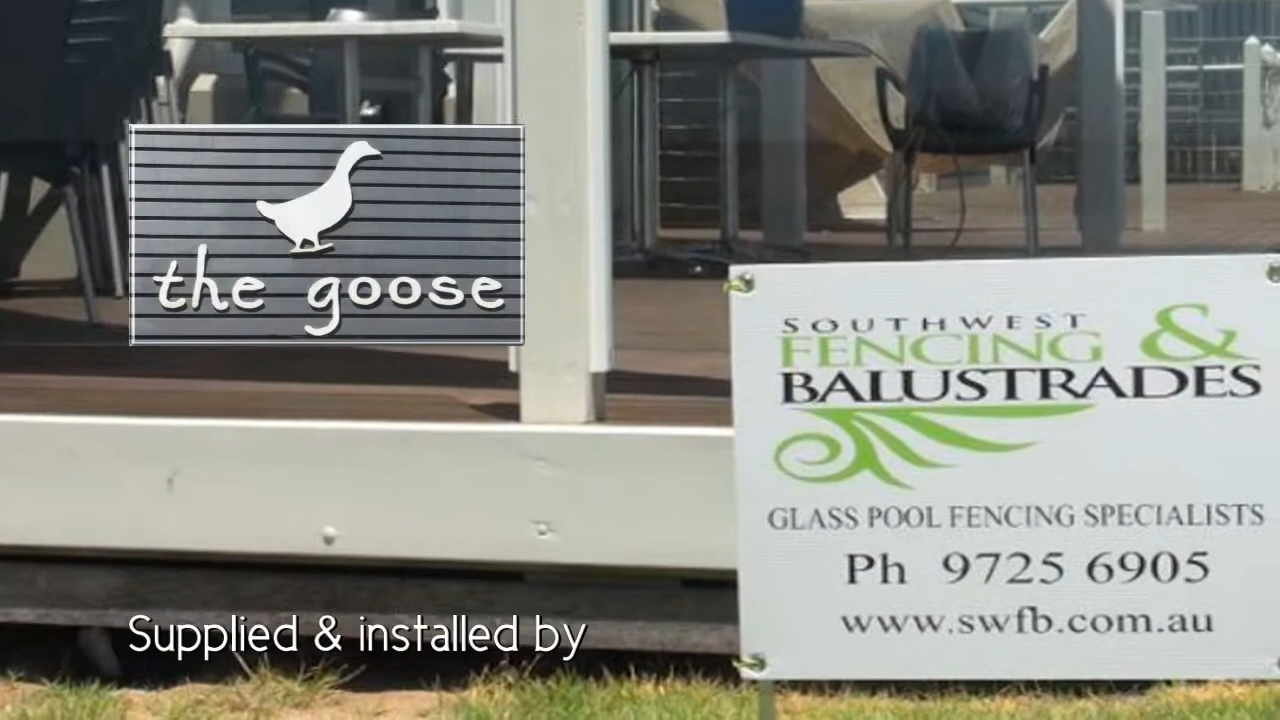 the goose
SOUTHWEST
FENCING &
BALUSTRADES
GLASS POOL FENCING SPECIALISTS
Ph 9725 6905
www.swfb.com.au
Supplied & installed by